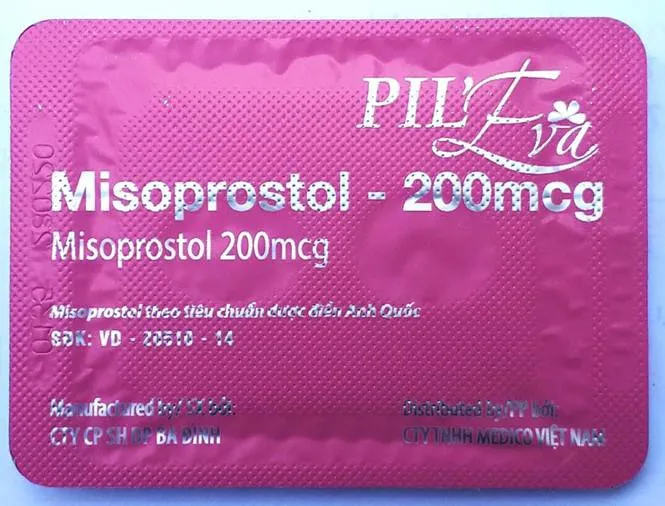 PIL'Eva
Misoprostol - 200mcg
Misoprostol 200mcg
Misoprostol theo tiêu chuẩn dược điển Anh Quốc
SĐK: VD - 20510 - 14
Manufactured by/ SX bởi: Distributed by/PP bởi:
CTY CP SH DP BA ĐÌNH CTY TNHH MEDICO VIỆT NAM